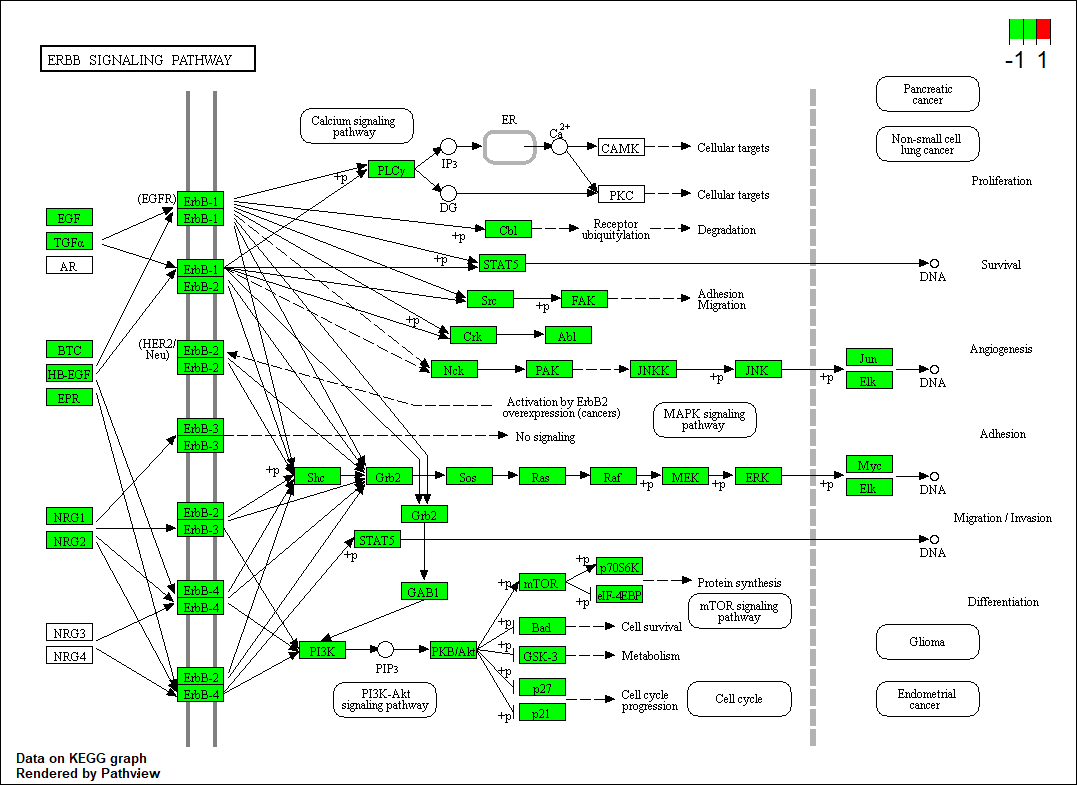 -1 1
ERBB SIGNALING PATHWAY
Pancreatic
cancer
Calcium signaling
pathway
ER
Ca2+
Non-small cell
lung cancer
CAMK
Cellular targets
IP3
+p
PLCγ
Proliferation
(EGFR)
ErbB-1
PKC
Cellular targets
DG
EGF
ErbB-1
Cbl
Receptor
ubiquitylation
Degradation
+p
TGFα
AR
ErbB-1
ErbB-2
+p
STAT5
DNA
Survival
Src
+p
FAK
Adhesion
Migration
+p
Crk
Abl
(HER2/
Neu)
ErbB-2
ErbB-2
BTC
HB-EGF
EPR
Nck
PAK
JNKK
+p
JNK
+p
Jun
Elk
DNA
Angiogenesis
Activation by ErbB2
overexpression (cancers)
MAPK signaling
pathway
ErbB-3
ErbB-3
No signaling
Adhesion
+p
Shc
Grb2
Sos
Ras
Raf
+p
MEK
+p
ERK
+p
Myc
Elk
DNA
NRG1
NRG2
ErbB-2
ErbB-3
Grb2
Migration / Invasion
STAT5
+p
DNA
ErbB-4
ErbB-4
GAB1
+p
mTOR
+p
p70S6K
+p
eIF-4EBP
Protein synthesis
mTOR signaling
pathway
Differentiation
NRG3
NRG4
+p
Bad
Cell survival
Glioma
PI3K
PIP3
PKB/Akt
+p
GSK-3
Metabolism
ErbB-2
ErbB-4
PI3K-Akt
signaling pathway
+p
p27
+p
p21
Cell cycle
progression
Cell cycle
Endometrial
cancer
Data on KEGG graph
Rendered by Pathview